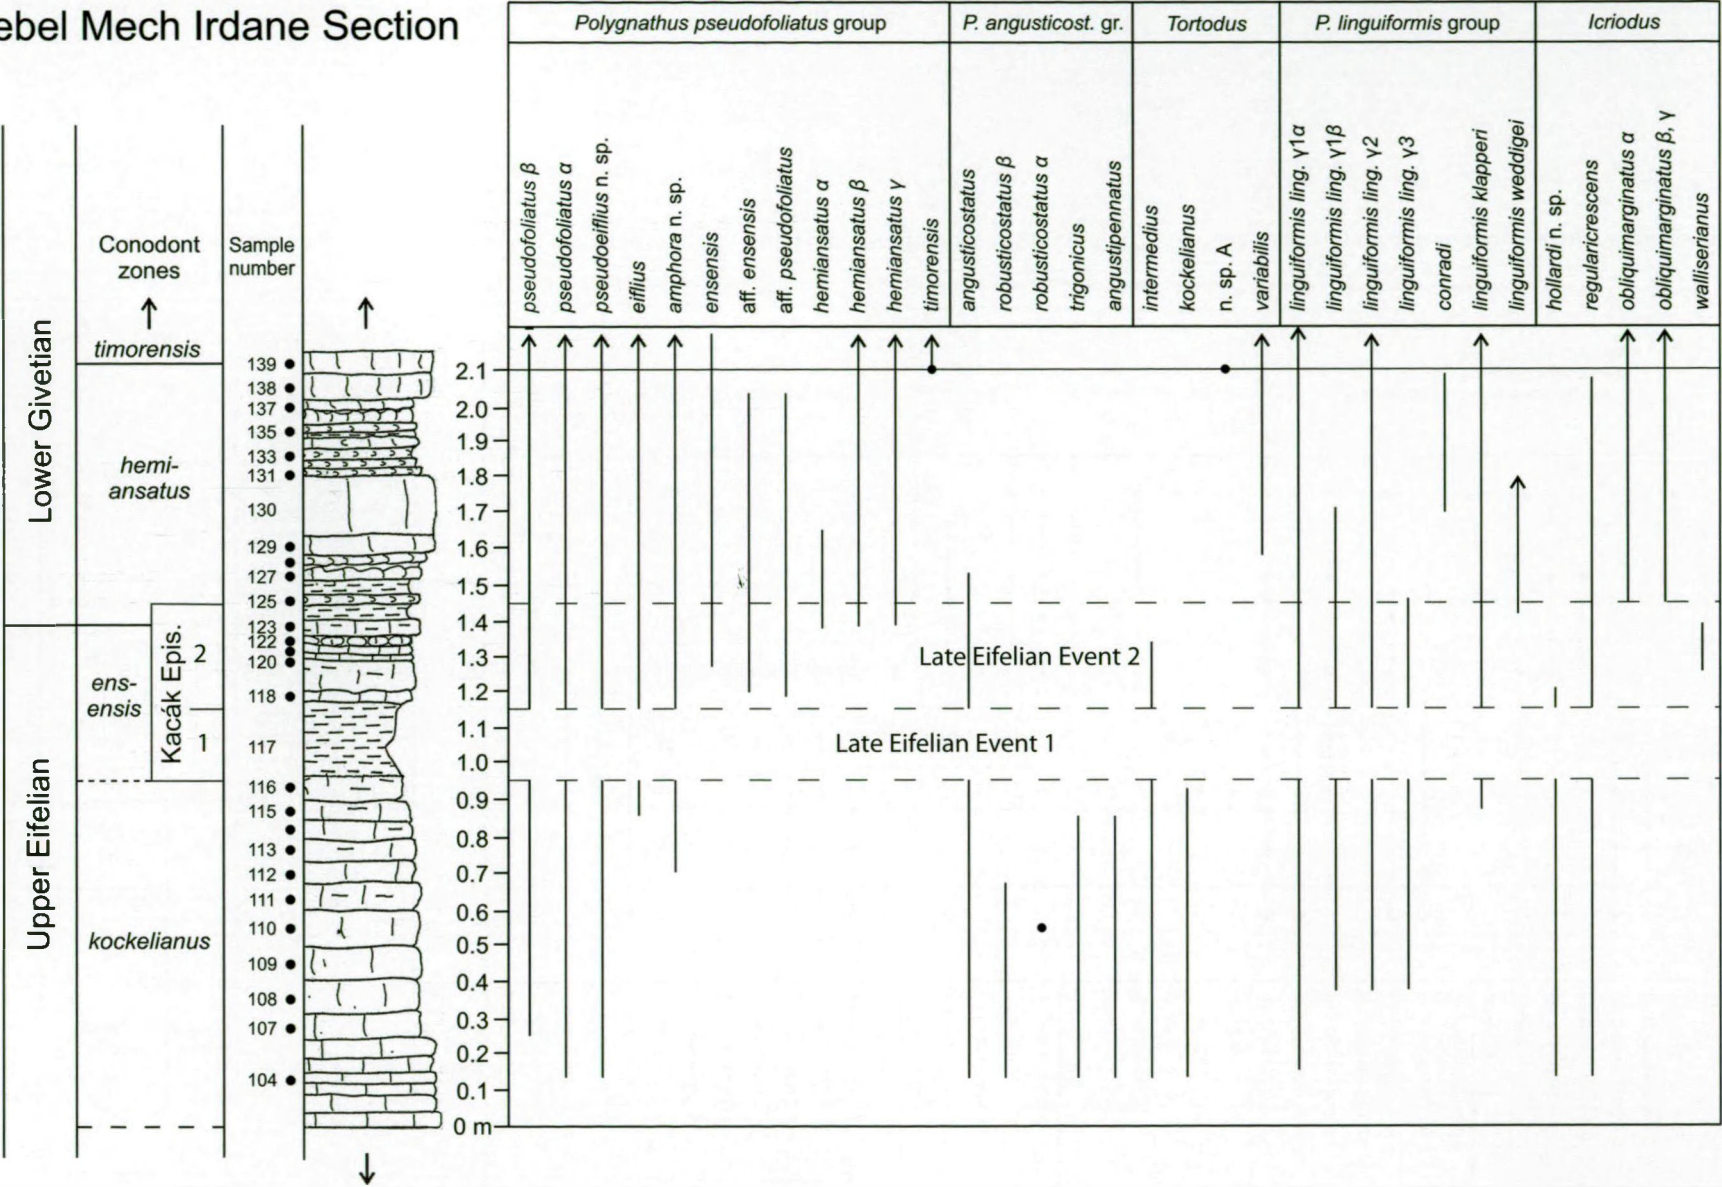 ebel Mech Irdane Section
Polygnathus pseudofoliatus group
P. angusticost. gr.
Tortodus
P. linguiformis group
Icriodus
pseudofoliatus β
pseudofoliatus α
pseudoeiflius n. sp.
eiflius
amphora n. sp.
ensensis
aff. ensensis
aff. pseudofoliatus
hemiansatus α
hemiansatus β
hemiansatus γ
timorensis
angusticostatus
robusticostatus β
robusticostatus α
trigonicus
angustipennatus
intermedius
kockelianus
n. sp. A
variabilis
linguiformis ling. γ1α
linguiformis ling. γ1β
linguiformis ling. γ2
linguiformis ling. γ3
conradi
linguiformis klapperi
linguiformis weddigei
hollardi n. sp.
regularicrescens
obliquimarginatus α
obliquimarginatus β, γ
walliserianus
Conodont
zones
Sample
number
Lower Givetian
Upper Eifelian
timorensis
hemi-
ansatus
ens-
ensis
kockelianus
Kacák Epis.
2
1
139
138
137
135
133
131
130
129
127
125
123
122
120
118
117
116
115
113
112
111
110
109
108
107
104
2.1
2.0
1.9
1.8
1.7
1.6
1.5
1.4
1.3
1.2
1.1
1.0
0.9
0.8
0.7
0.6
0.5
0.4
0.3
0.2
0.1
0 m
Late Eifelian Event 2
Late Eifelian Event 1